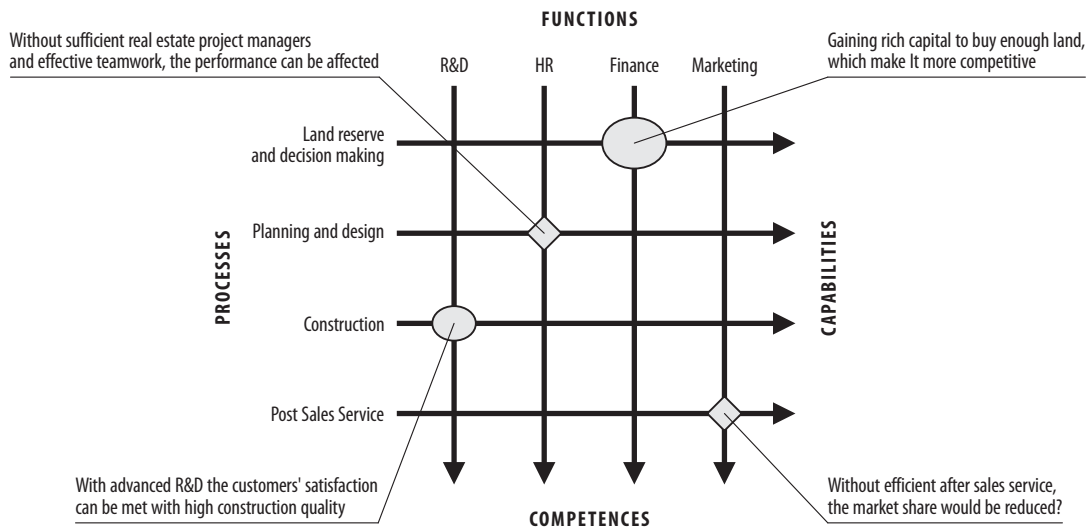 FUNCTIONS
Without sufficient real estate project managers
and effective teamwork, the performance can be affected
Gaining rich capital to buy enough land,
which make It more competitive
R&D
HR
Finance
Marketing
Land reserve
and decision making
Planning and design
PROCESSES
CAPABILITIES
Construction
Post Sales Service
With advanced R&D the customers' satisfaction
can be met with high construction quality
Without efficient after sales service,
the market share would be reduced?
COMPETENCES